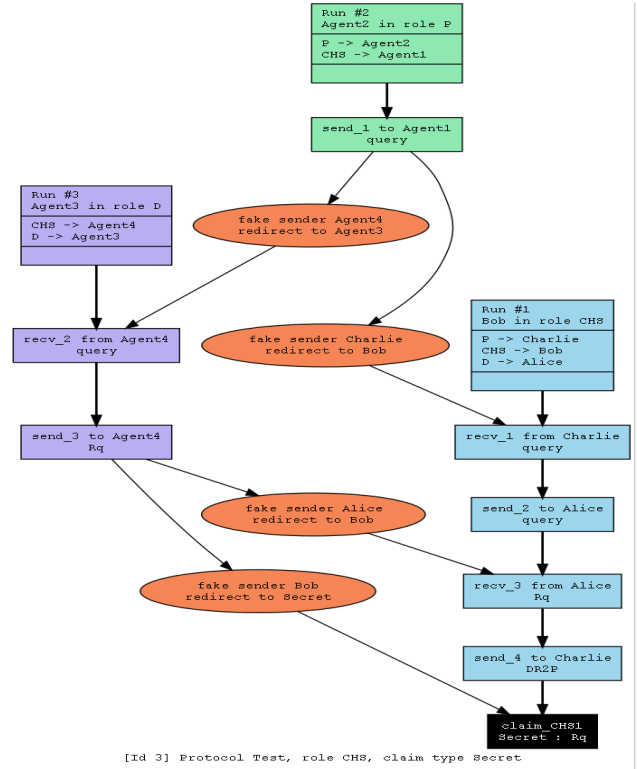 Run #2
Agent2 in role P
P -> Agent2
CHS -> Agent1
send_1 to Agent1
query
Run #3
Agent3 in role D
CHS -> Agent4
D -> Agent3
fake sender Agent4
redirect to Agent3
Run #1
Bob in role CHS
P -> Charlie
CHS -> Bob
D -> Alice
recv_2 from Agent4
query
fake sender Charlie
redirect to Bob
send_3 to Agent4
Rq
recv_1 from Charlie
query
fake sender Alice
redirect to Bob
send_2 to Alice
query
fake sender Bob
redirect to Secret
recv_3 from Alice
Rq
send_4 to Charlie
DR2P
claim_CHS1
Secret : Rq
[Id 3] Protocol Test, role CHS, claim type Secret